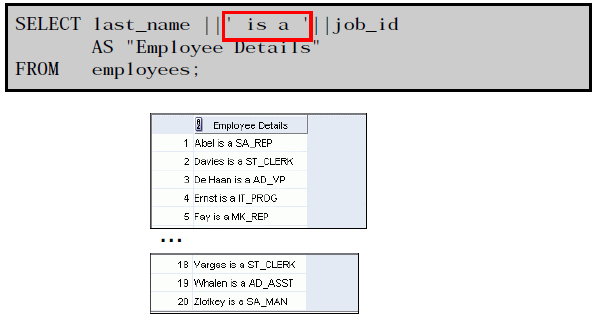 SELECT last_name ||' is a '||job_id
AS "Employee Details"
FROM employees;
Employee Details
1 Abel is a SA_REP
2 Davies is a ST_CLERK
3 De Haan is a AD_VP
4 Ernst is a IT_PROG
5 Fay is a MK_REP
...
18 Vargas is a ST_CLERK
19 Whalen is a AD_ASST
20 Zlotkey is a SA_MAN